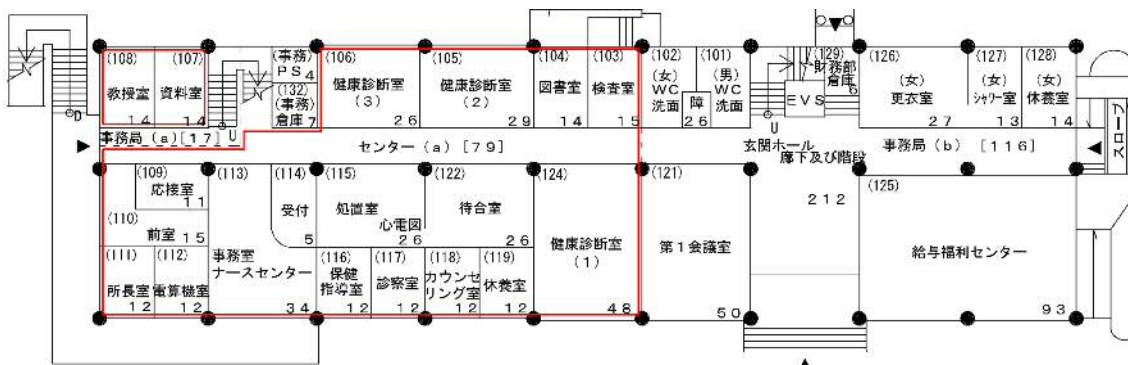 (108)
教授室
14
(107)
資料室
14
(事務)
PS 4
(132)
(事務)
倉庫 7
(106)
健康診断室
(3)
26
(105)
健康診断室
(2)
29
(104)
図書室
14
(103)
検査室
15
(102)
(女)
WC
洗面
(101)
(男)
WC
洗面
障
26
(129)
財務部
倉庫
6
EVS
(126)
(女)
更衣室
27
(127)
(女)
シャワー室
13
(128)
(女)
休養室
14
D
U
U
事務局(a)[17]
センター(a) [79]
玄関ホール
廊下及び階段
212
事務局(b) [116]
(109)
応接室
11
(110)
前室 15
(111)
所長室
12
(112)
電算機室
12
(113)
事務室
ナースセンター
34
(114)
受付
5
(115)
処置室
心電図
26
(122)
待合室
26
(116)
保健
指導室
12
(117)
診察室
12
(118)
カウンセ
リング室
12
(119)
休養室
12
(124)
健康診断室
(1)
48
(121)
第1会議室
50
(125)
給与福利センター
93